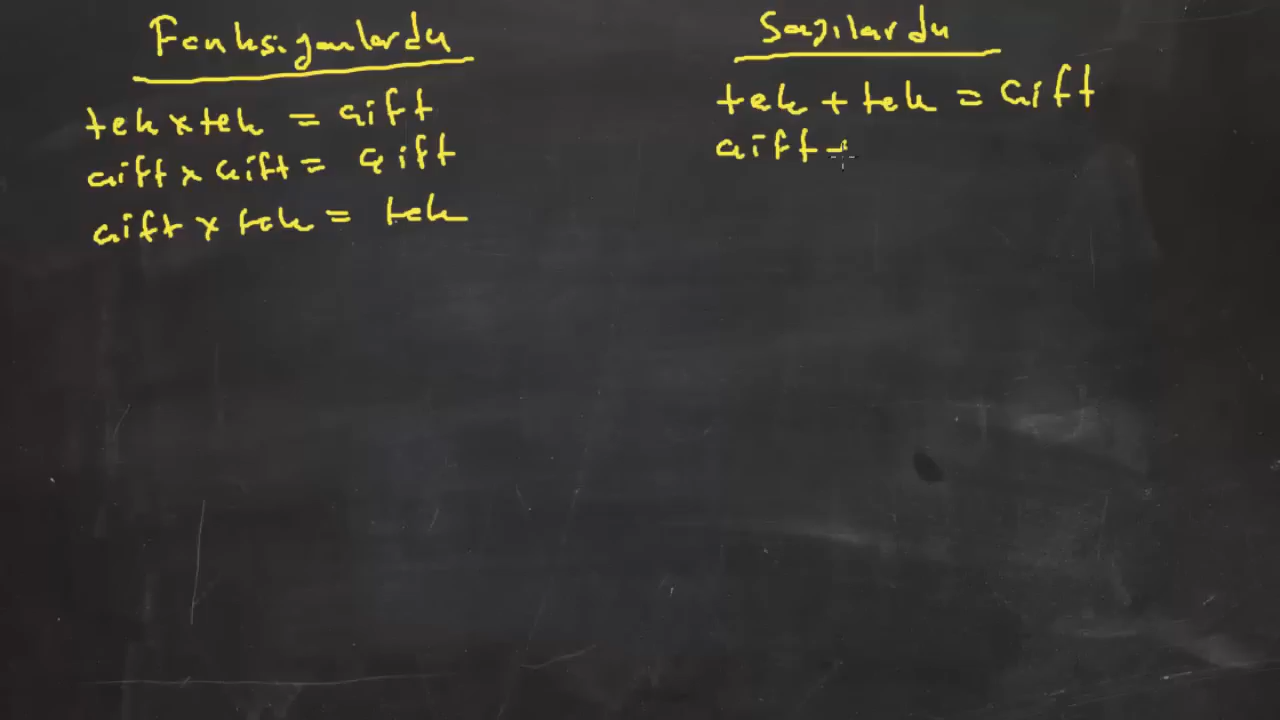 Fonksiyonlarda
tek x tek = çift
çift x çift = çift
çift x tek = tek
Sayılarda
tek + tek = çift
çift +